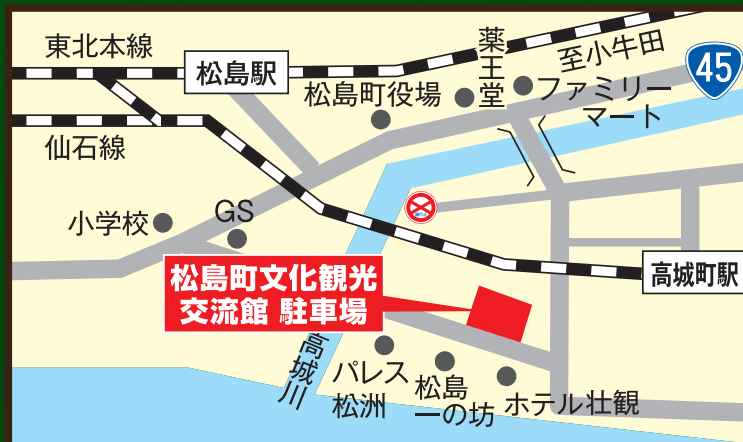 東北本線
松島駅
仙石線
松島町役場
薬王堂
至小牛田
45
ファミリー
マート
小学校
GS
松島町文化観光
交流館 駐車場
高城町駅
高城川
パレス
松洲
松島
一の坊
ホテル壮観